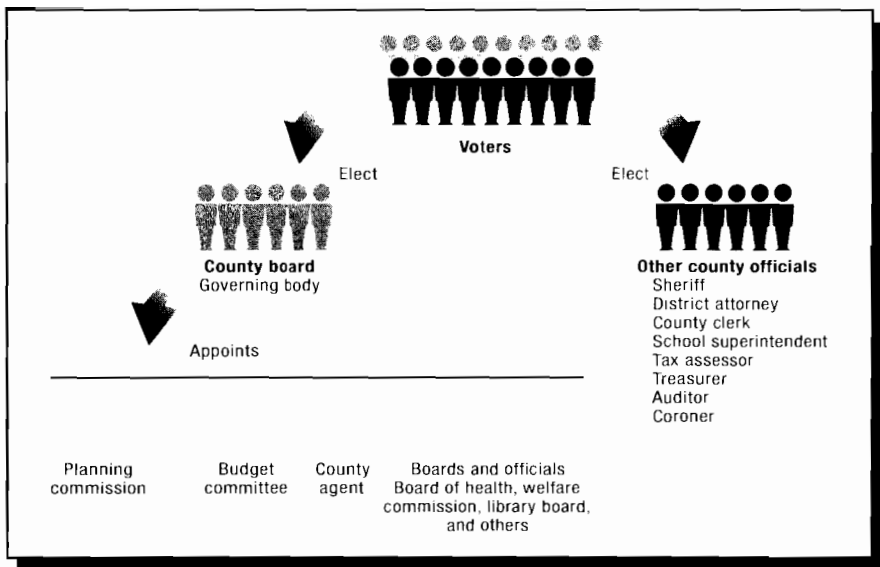 Voters
Elect
Elect
County board
Governing body
Other county officials
Sheriff
District attorney
County clerk
School superintendent
Tax assessor
Treasurer
Auditor
Coroner
Appoints
Planning
commission
Budget
committee
County
agent
Boards and officials
Board of health, welfare
commission, library board,
and others